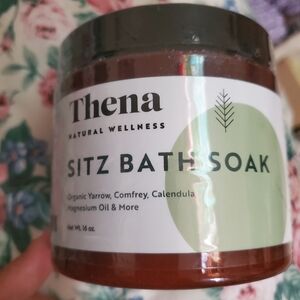 Thena
NATURAL WELLNESS
SITZ BATH SOAK
Organic Yarrow, Comfrey, Calendula
Magnesium Oil & More
Net Wt. 16 oz.